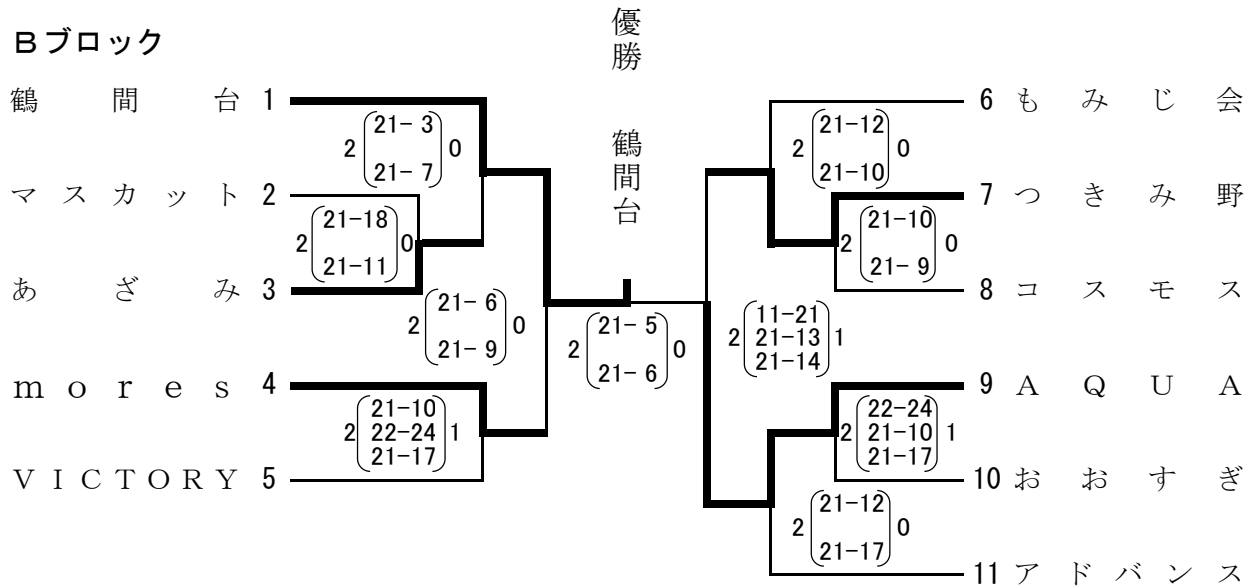 Bブロック
優勝 鶴間台
鶴間台 1
2 21- 3 0
21- 7
マスカット 2
2 21-18 0
21-11
あざみ 3
2 21- 6 0
21- 9
mores 4
2 21-10 1
22-24
21-17
VICTORY 5
2 21- 5 0
21- 6
6 もみじ会
2 21-12 0
21-10
7 つきみ野
2 21-10 0
21- 9
8 コスモス
2 11-21 1
21-13
21-14
9 AQUA
2 22-24 1
21-10
21-17
10 おおすぎ
2 21-12 0
21-17
11 アドバンス